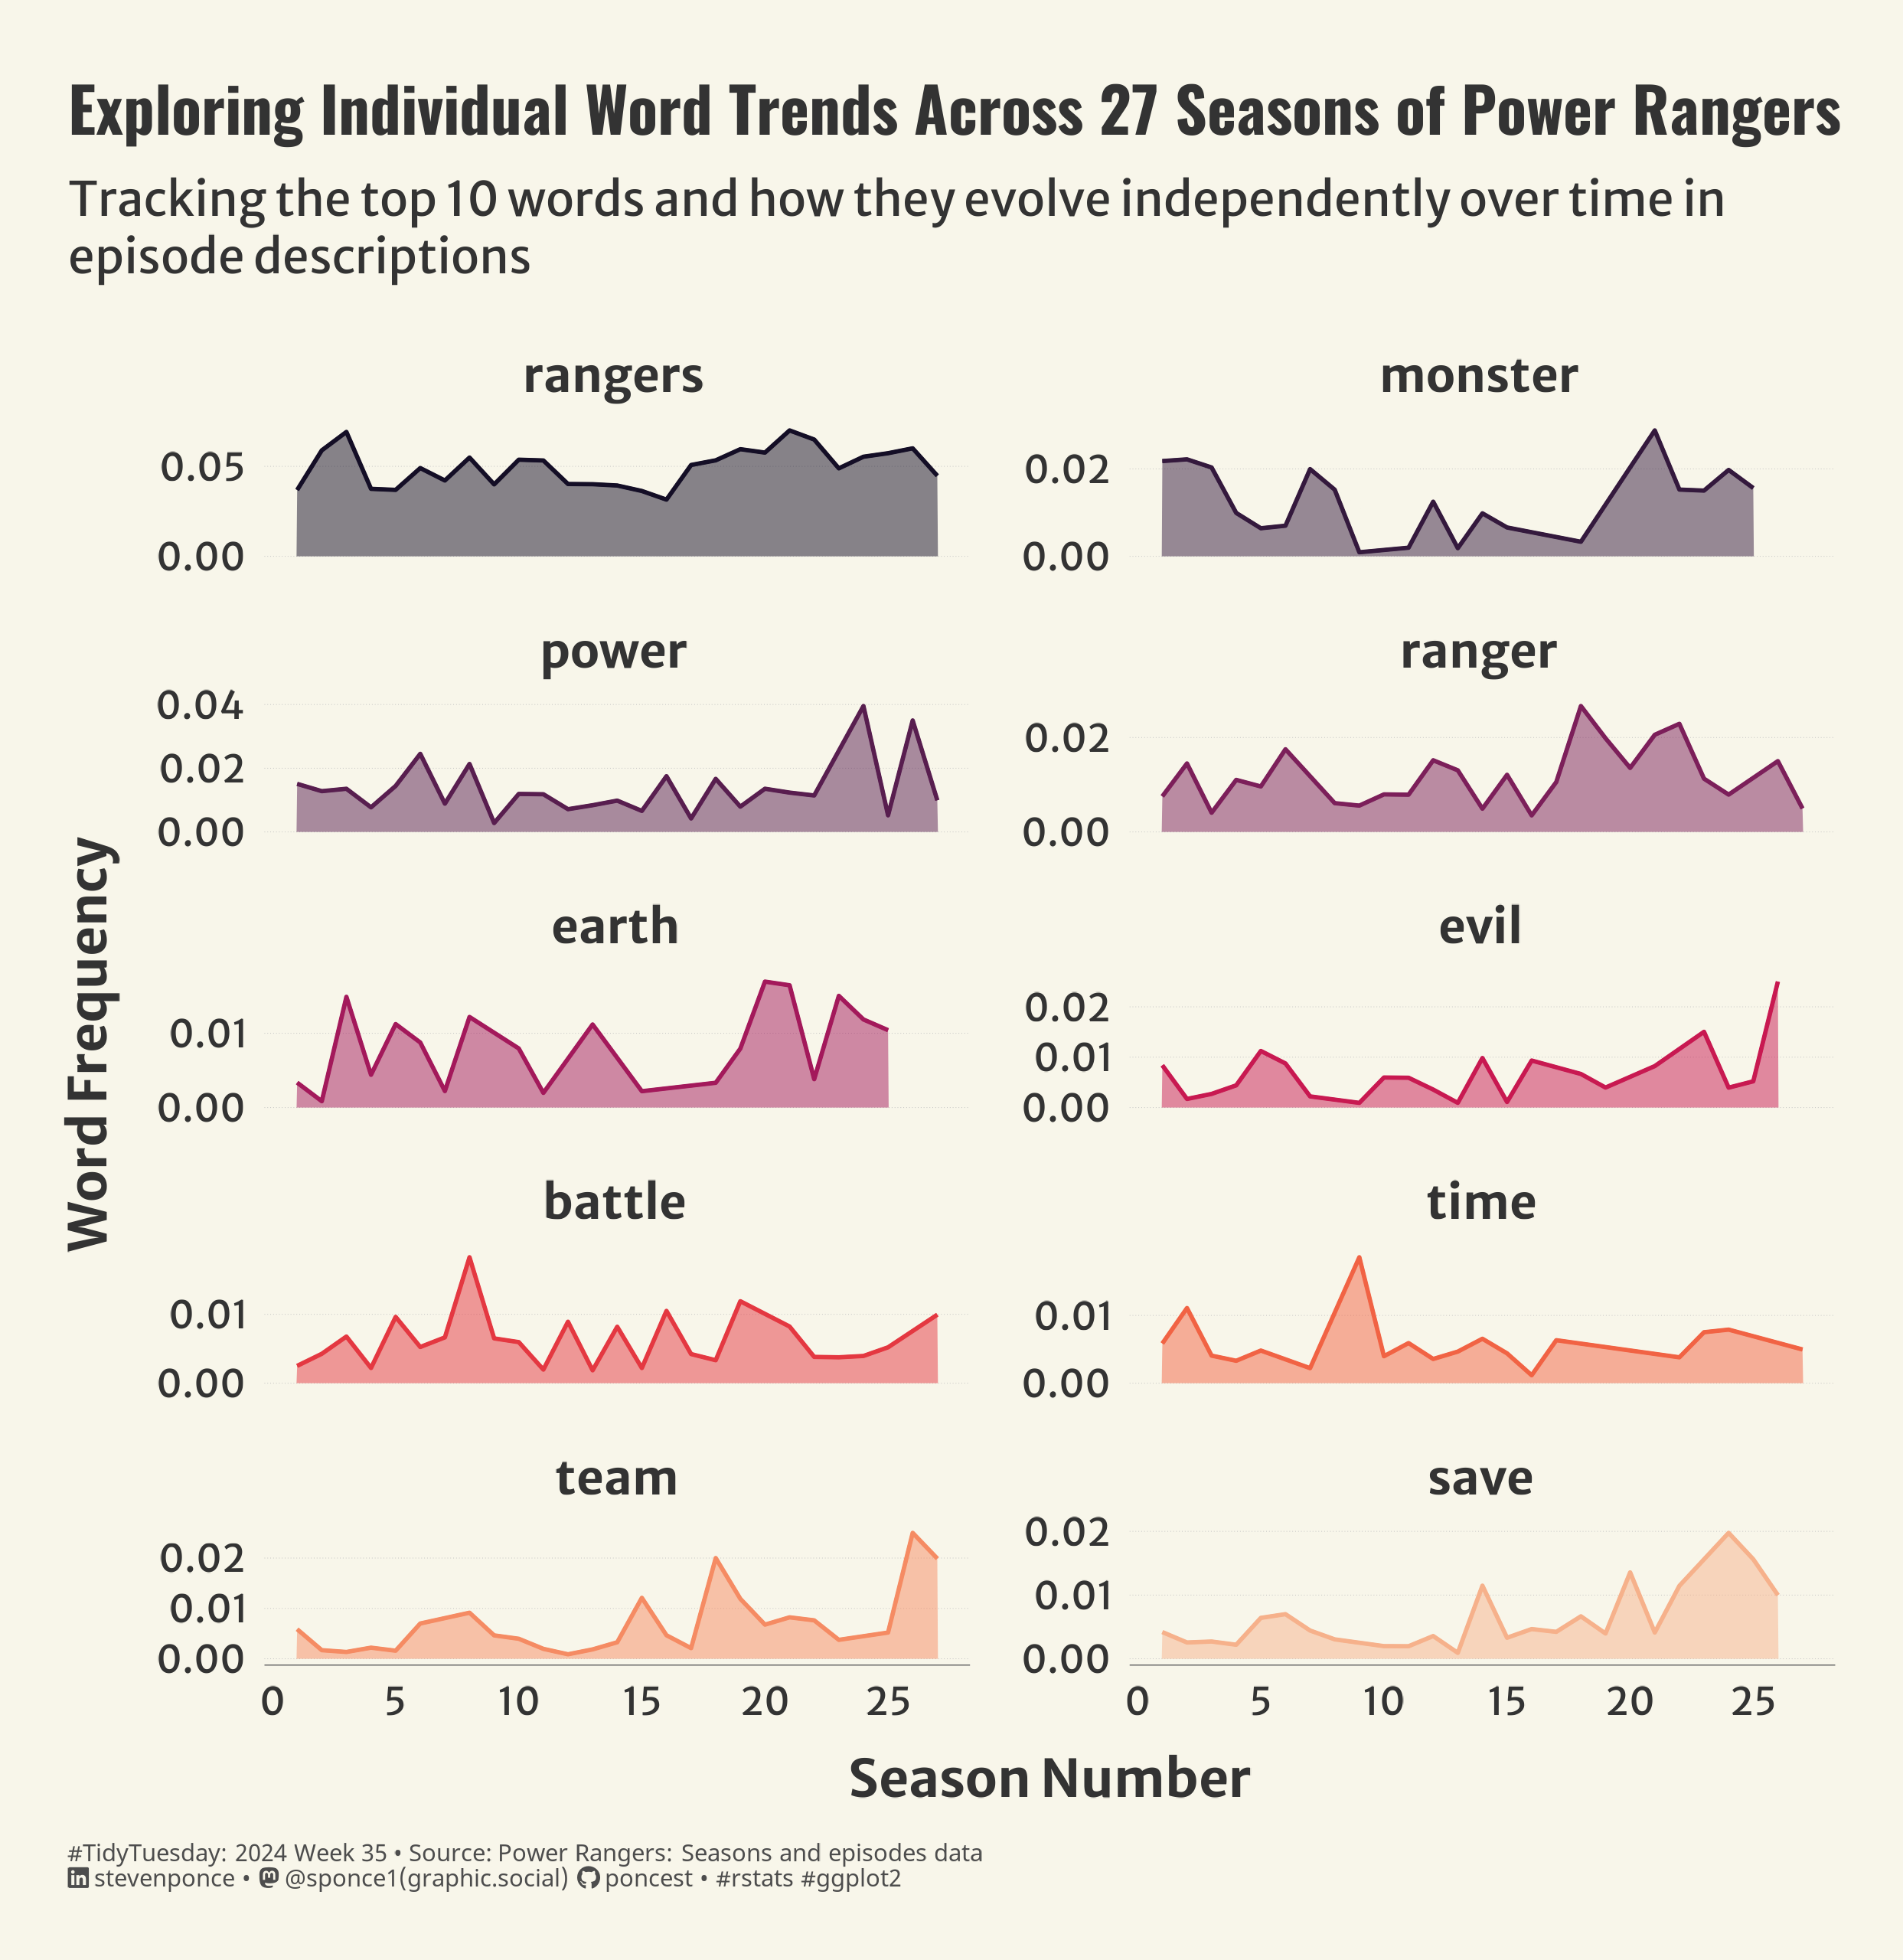 Exploring Individual Word Trends Across 27 Seasons of Power Rangers
Tracking the top 10 words and how they evolve independently over time in
episode descriptions
rangers
monster
0.05
0.00
0.02
0.00
power
ranger
0.04
0.02
0.00
0.02
0.00
earth
evil
0.01
0.00
0.02
0.01
0.00
Word Frequency
battle
time
0.01
0.00
0.01
0.00
team
save
0.02
0.01
0.00
0.02
0.01
0.00
0 5 10 15 20 25
0 5 10 15 20 25
Season Number
#TidyTuesday: 2024 Week 35 • Source: Power Rangers: Seasons and episodes data
stevenponce • @sponce1(graphic.social) poncest • #rstats #ggplot2